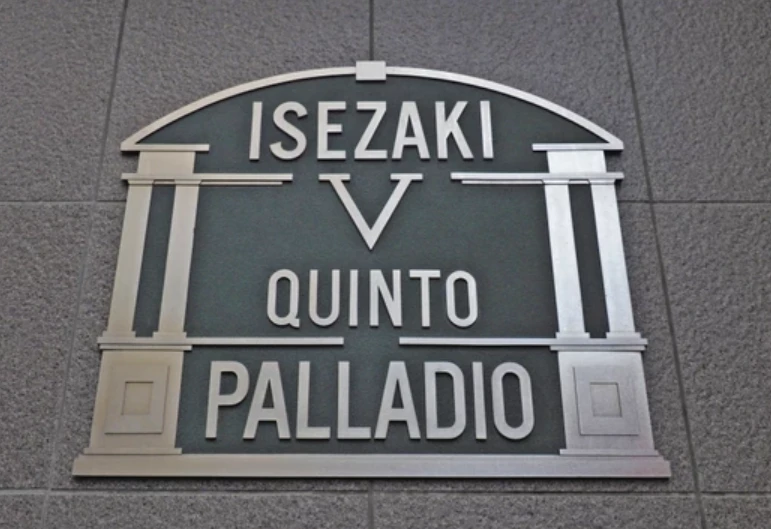 ISEZAKI
V
QUINTO
PALLADIO